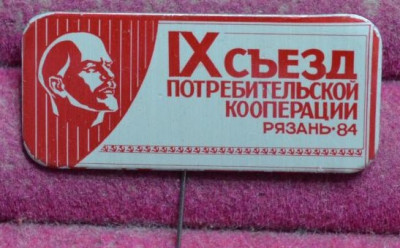 IX СЪЕЗД
ПОТРЕБИТЕЛЬСКОЙ
КООПЕРАЦИИ
РЯЗАНЬ·84